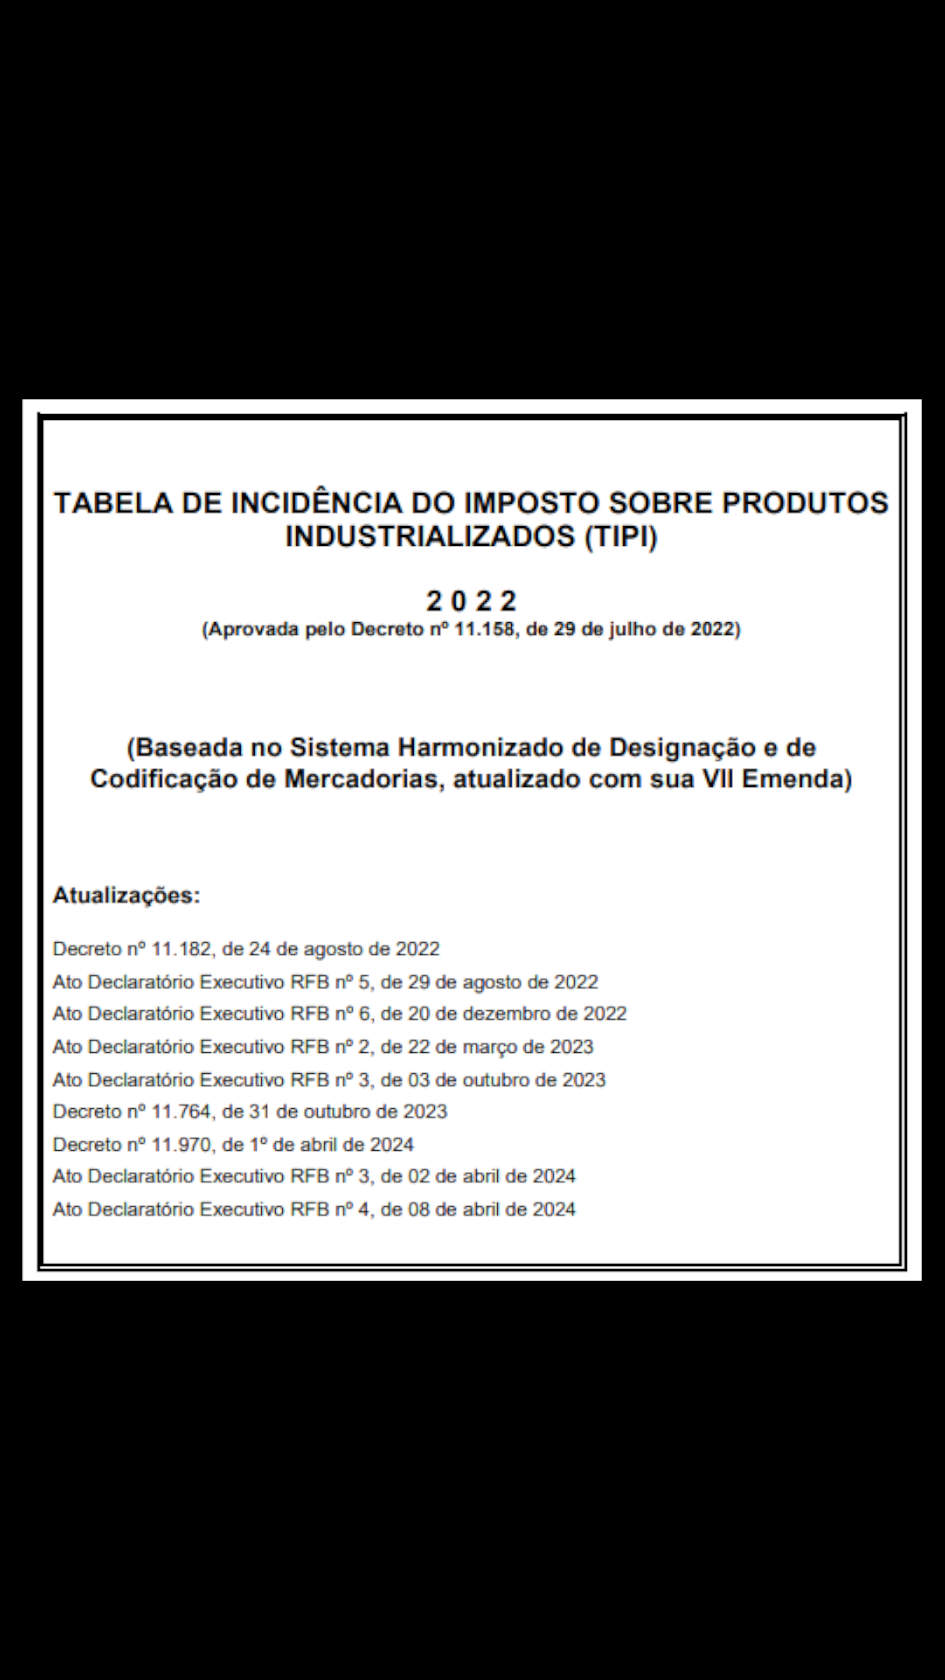 TABELA DE INCIDÊNCIA DO IMPOSTO SOBRE PRODUTOS
INDUSTRIALIZADOS (TIPI)
2 0 2 2
(Aprovada pelo Decreto nº 11.158, de 29 de julho de 2022)
(Baseada no Sistema Harmonizado de Designação e de
Codificação de Mercadorias, atualizado com sua VII Emenda)
Atualizações:
Decreto nº 11.182, de 24 de agosto de 2022
Ato Declaratório Executivo RFB nº 5, de 29 de agosto de 2022
Ato Declaratório Executivo RFB nº 6, de 20 de dezembro de 2022
Ato Declaratório Executivo RFB nº 2, de 22 de março de 2023
Ato Declaratório Executivo RFB nº 3, de 03 de outubro de 2023
Decreto nº 11.764, de 31 de outubro de 2023
Decreto nº 11.970, de 1º de abril de 2024
Ato Declaratório Executivo RFB nº 3, de 02 de abril de 2024
Ato Declaratório Executivo RFB nº 4, de 08 de abril de 2024